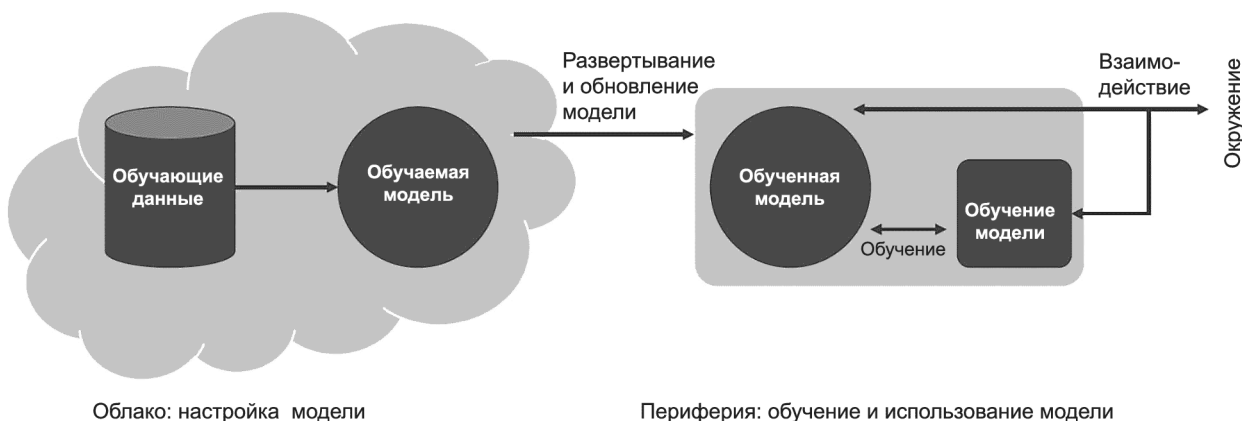 Обучающие
данные
Обучаемая
модель
Развертывание
и обновление
модели
Обученная
модель
Обучение
Обучение
модели
Взаимо-
действие
Окружение
Облако: настройка модели
Периферия: обучение и использование модели